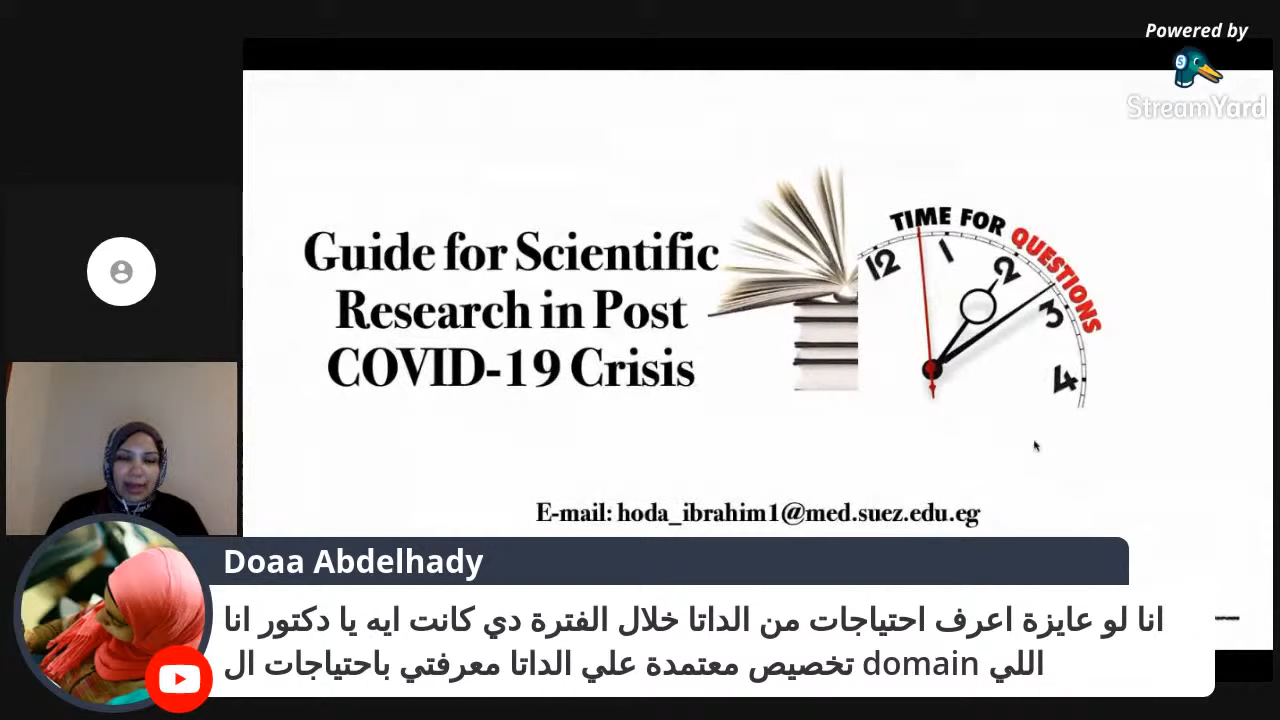 Powered by
StreamYard
TIME FOR QUESTIONS
12
1
2
3
4
Guide for Scientific
Research in Post
COVID-19 Crisis
E-mail: hoda_ibrahim1@med.suez.edu.eg
Doaa Abdelhady
انا لو عايزة اعرف احتياجات من الداتا خلال الفترة دي كانت ايه يا دكتور انا
تخصيص معتمدة علي الداتا معرفتي باحتياجات ال domain اللي